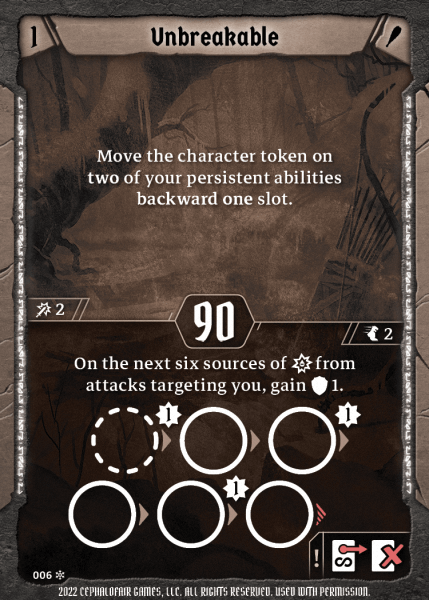 1
Unbreakable
Move the character token on
two of your persistent abilities
backward one slot.
2
90
2
On the next six sources of from
attacks targeting you, gain 1.
1
1
1
!
006
2022 CEPHALOFAIR GAMES, LLC. ALL RIGHTS RESERVED. USED WITH PERMISSION.